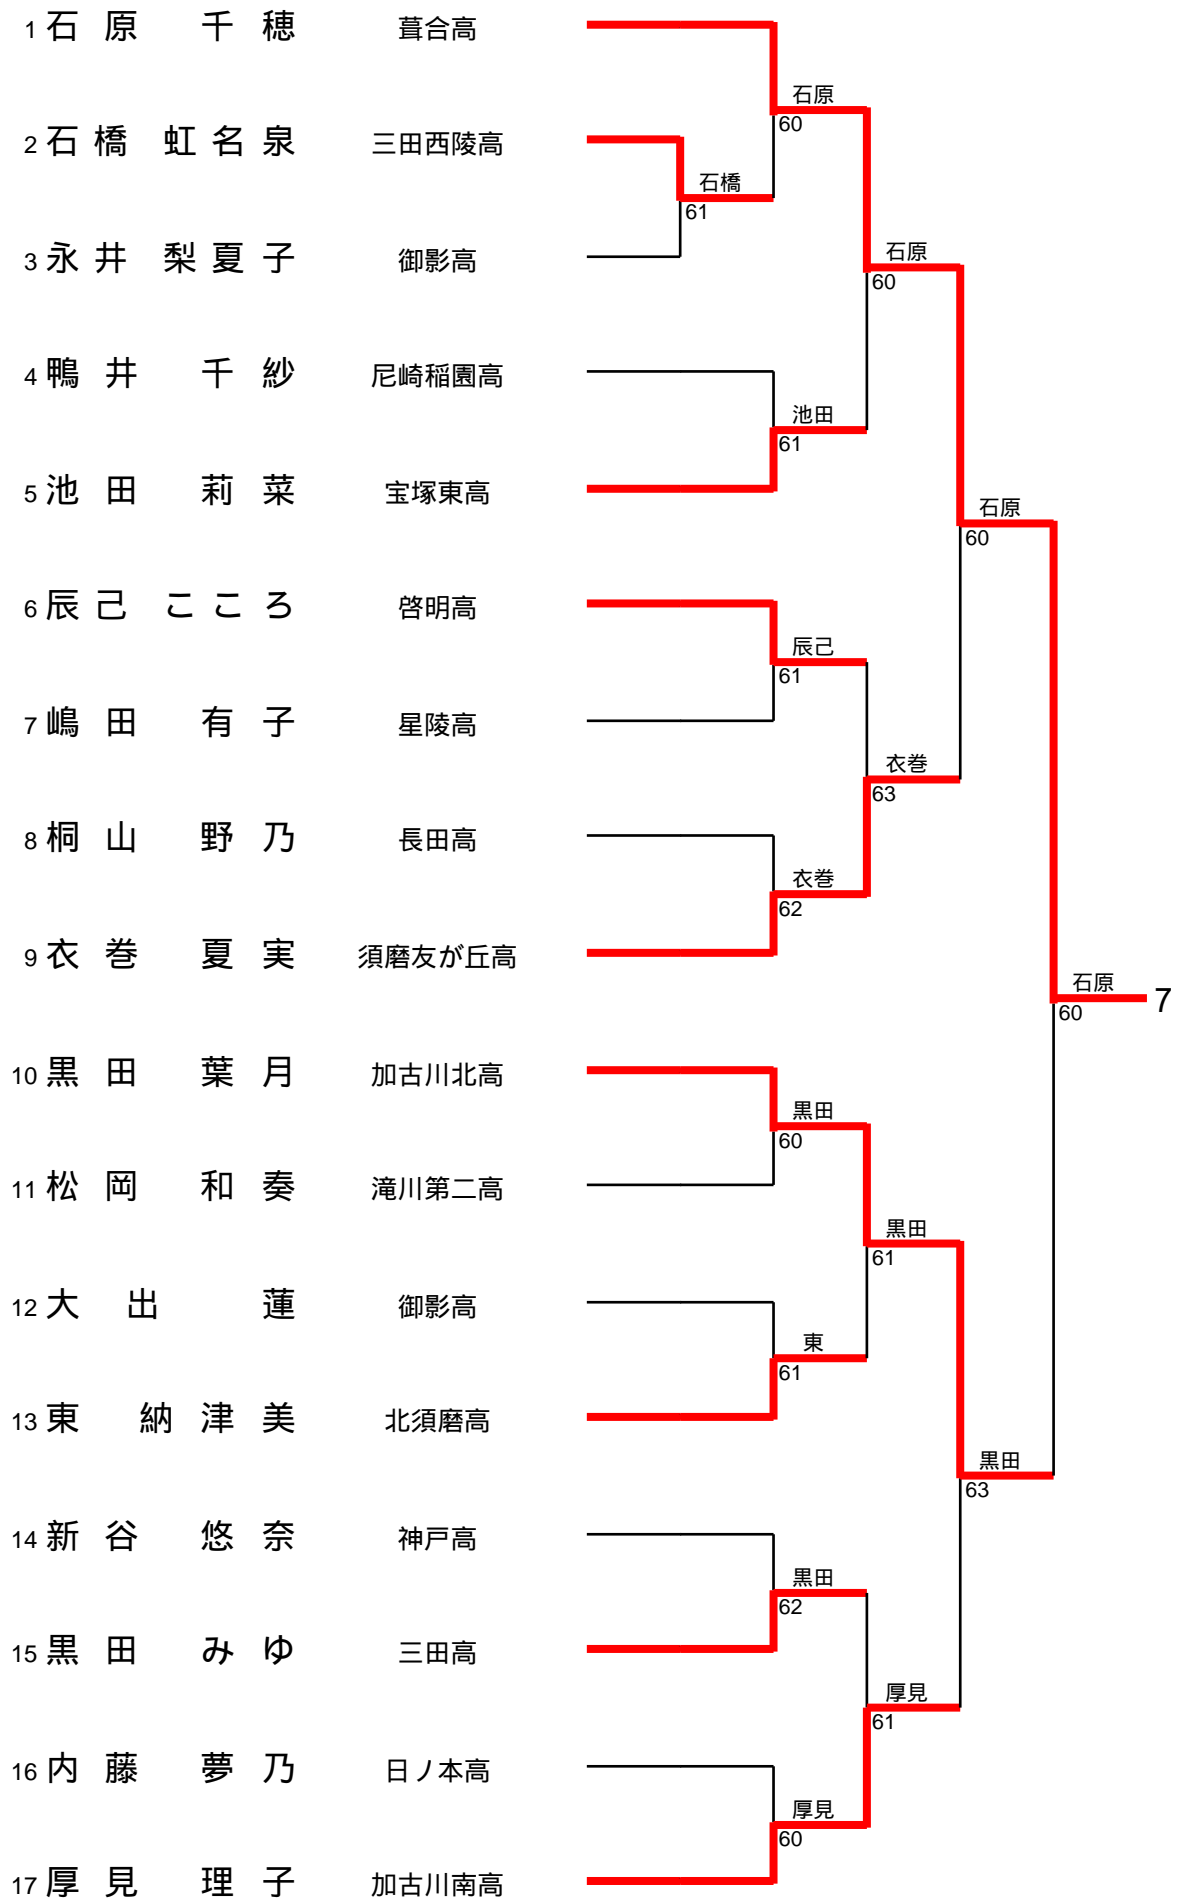 1 石原 千穂 葺合高
石原
60
2 石橋 虹名泉 三田西陵高
石橋
61
3 永井 梨夏子 御影高
石原
60
4 鴨井 千紗 尼崎稲園高
池田
61
5 池田 莉菜 宝塚東高
石原
60
6 辰己 こころ 啓明高
辰己
61
7 嶋田 有子 星陵高
衣巻
63
8 桐山 野乃 長田高
衣巻
62
9 衣巻 夏実 須磨友が丘高
石原
60
7
10 黒田 葉月 加古川北高
黒田
60
11 松岡 和奏 滝川第二高
黒田
61
12 大出 蓮 御影高
東
61
13 東 納津美 北須磨高
黒田
63
14 新谷 悠奈 神戸高
黒田
62
15 黒田 みゆ 三田高
厚見
61
16 内藤 夢乃 日ノ本高
厚見
60
17 厚見 理子 加古川南高